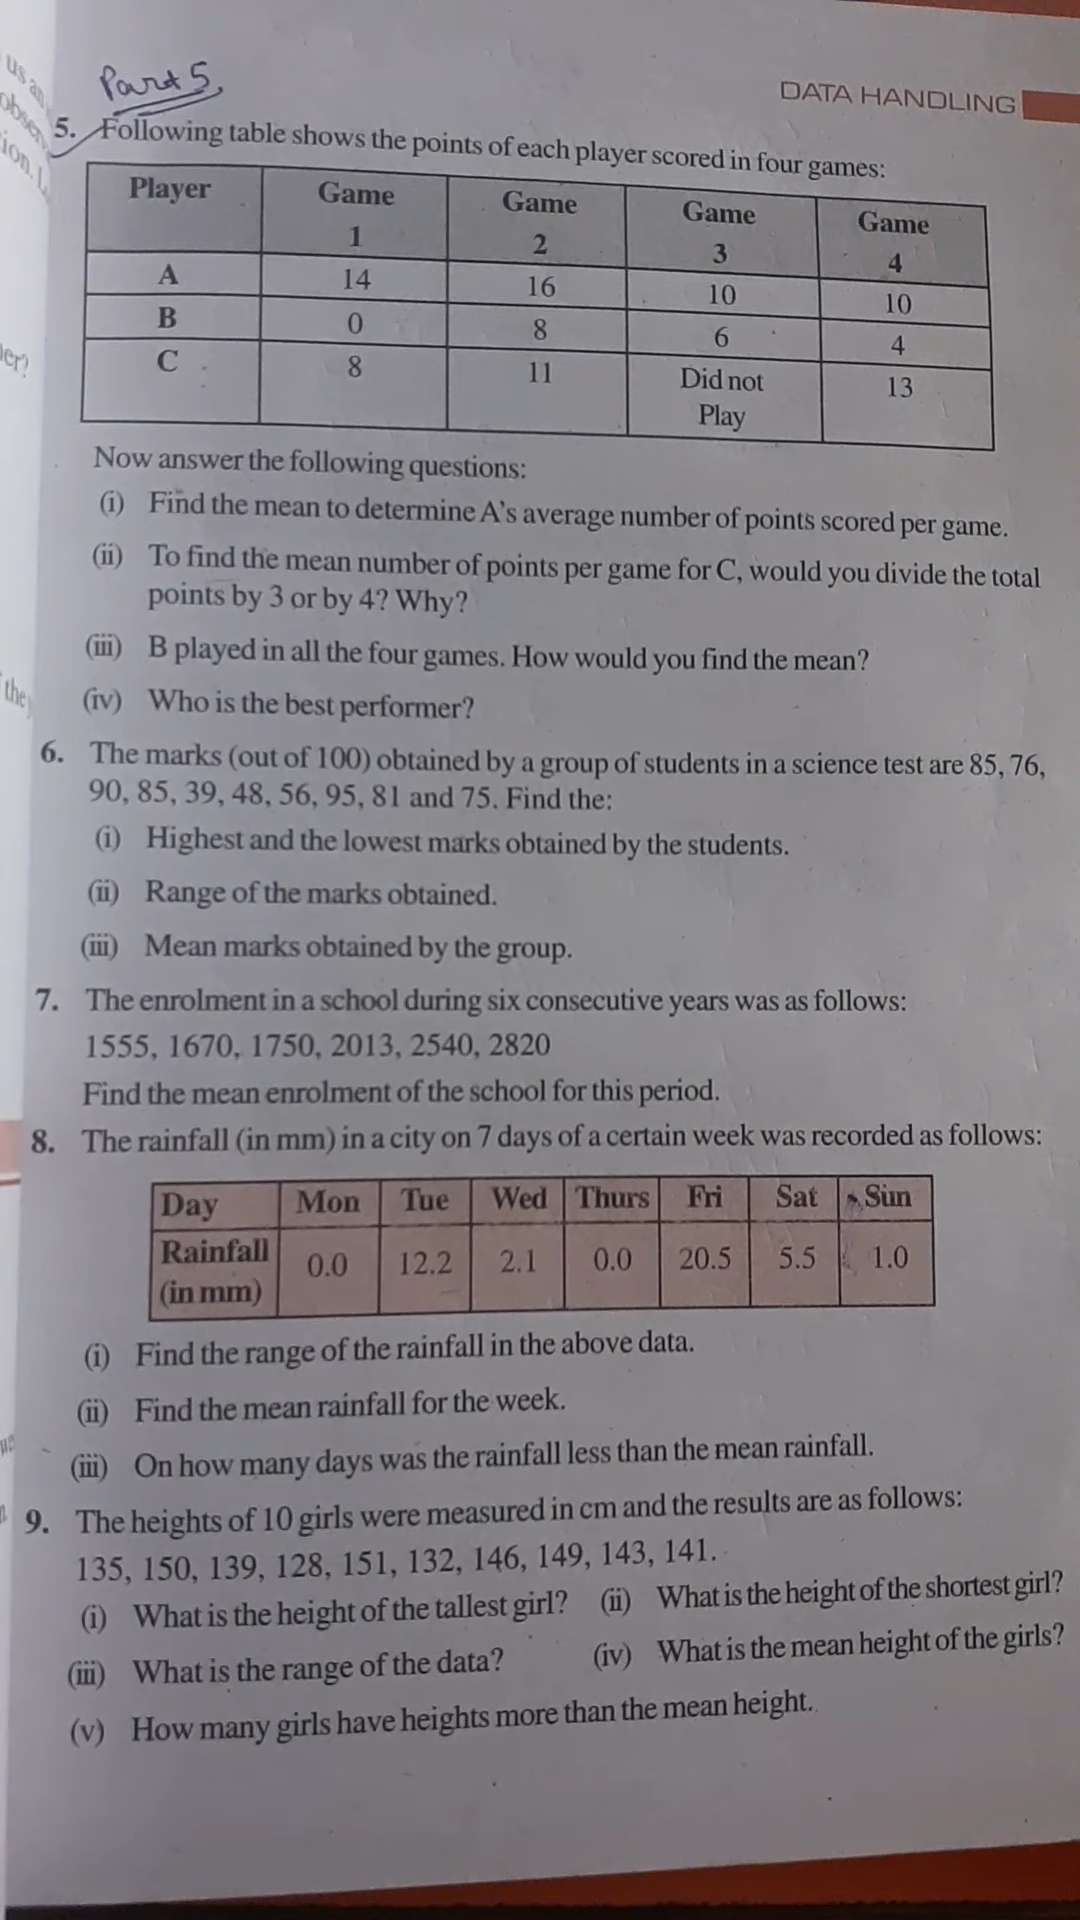 us an
Part 5
DATA HANDLING
5. Following table shows the points of each player scored in four games:
Player Game 1 Game 2 Game 3 Game 4
A 14 16 10 10
B 0 8 6 4
C 8 11 Did not Play 13
Now answer the following questions:
(i) Find the mean to determine A's average number of points scored per game.
(ii) To find the mean number of points per game for C, would you divide the total
points by 3 or by 4? Why?
(iii) B played in all the four games. How would you find the mean?
(iv) Who is the best performer?
6. The marks (out of 100) obtained by a group of students in a science test are 85, 76,
90, 85, 39, 48, 56, 95, 81 and 75. Find the:
(i) Highest and the lowest marks obtained by the students.
(ii) Range of the marks obtained.
(iii) Mean marks obtained by the group.
7. The enrolment in a school during six consecutive years was as follows:
1555, 1670, 1750, 2013, 2540, 2820
Find the mean enrolment of the school for this period.
8. The rainfall (in mm) in a city on 7 days of a certain week was recorded as follows:
Day Mon Tue Wed Thurs Fri Sat Sun
Rainfall (in mm) 0.0 12.2 2.1 0.0 20.5 5.5 1.0
(i) Find the range of the rainfall in the above data.
(ii) Find the mean rainfall for the week.
(iii) On how many days was the rainfall less than the mean rainfall.
9. The heights of 10 girls were measured in cm and the results are as follows:
135, 150, 139, 128, 151, 132, 146, 149, 143, 141.
(i) What is the height of the tallest girl? (ii) What is the height of the shortest girl?
(iii) What is the range of the data? (iv) What is the mean height of the girls?
(v) How many girls have heights more than the mean height.